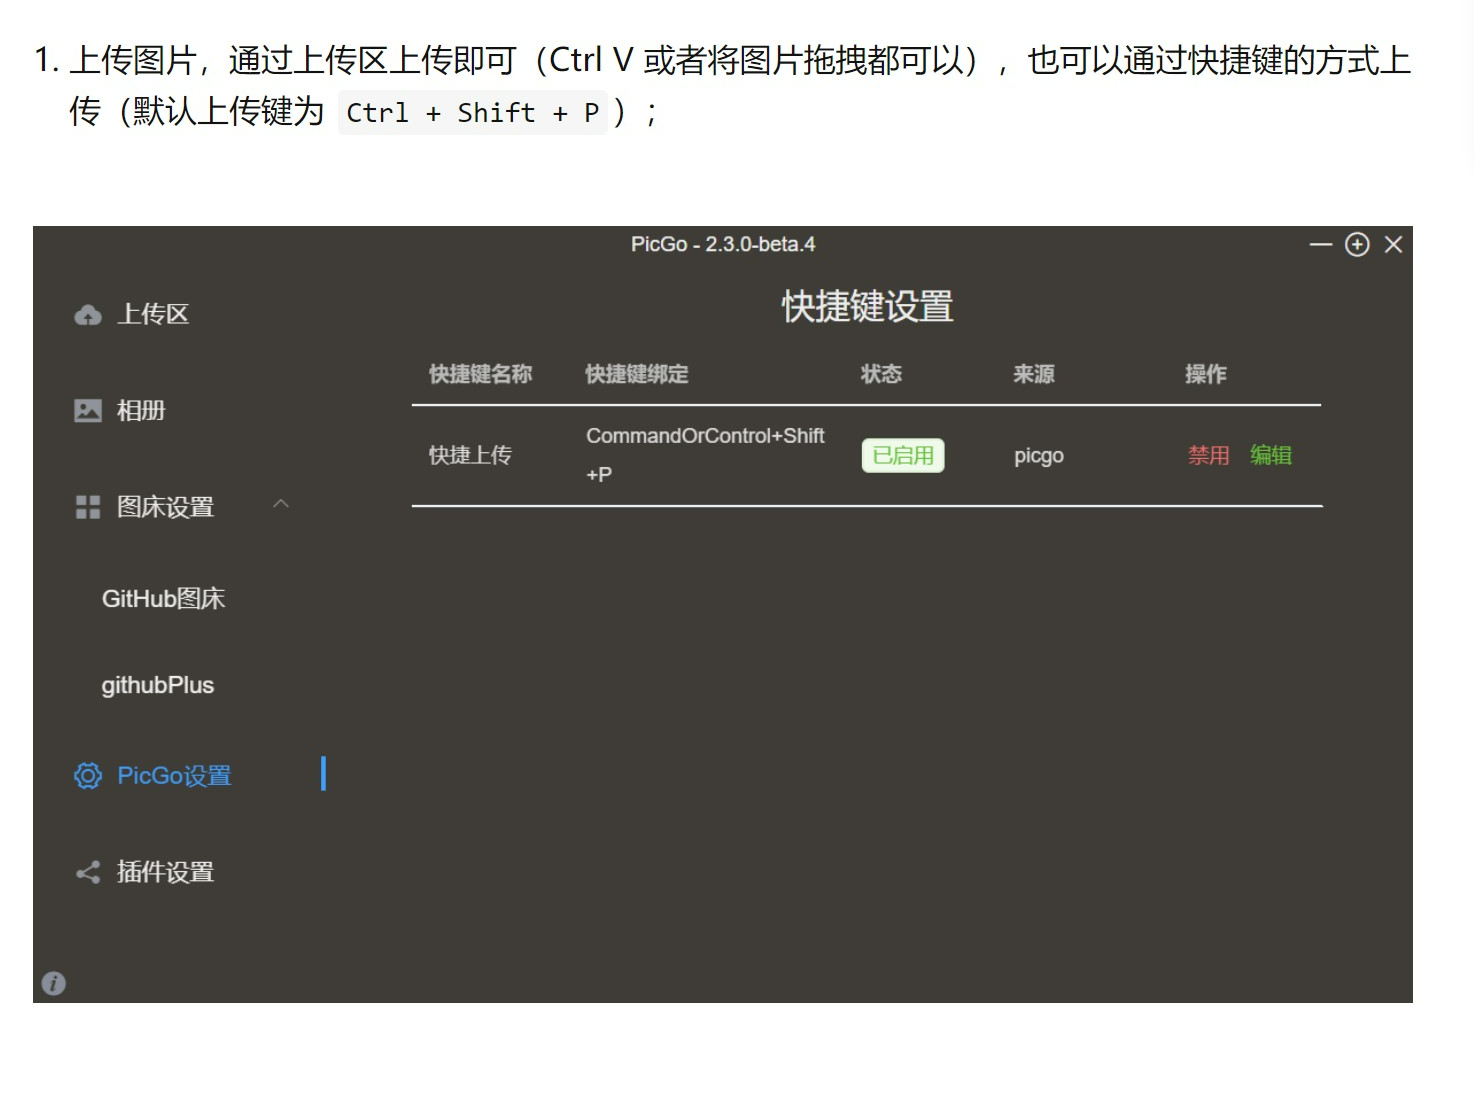 1. 上传图片，通过上传区上传即可（Ctrl V 或者将图片拖拽都可以），也可以通过快捷键的方式上
传（默认上传键为 Ctrl + Shift + P）；
PicGo - 2.3.0-beta.4
上传区
相册
图床设置
GitHub图床
githubPlus
PicGo设置
插件设置
快捷键设置
快捷键名称 快捷键绑定 状态 来源 操作
快捷上传 CommandOrControl+Shift
+P 已启用 picgo 禁用 编辑